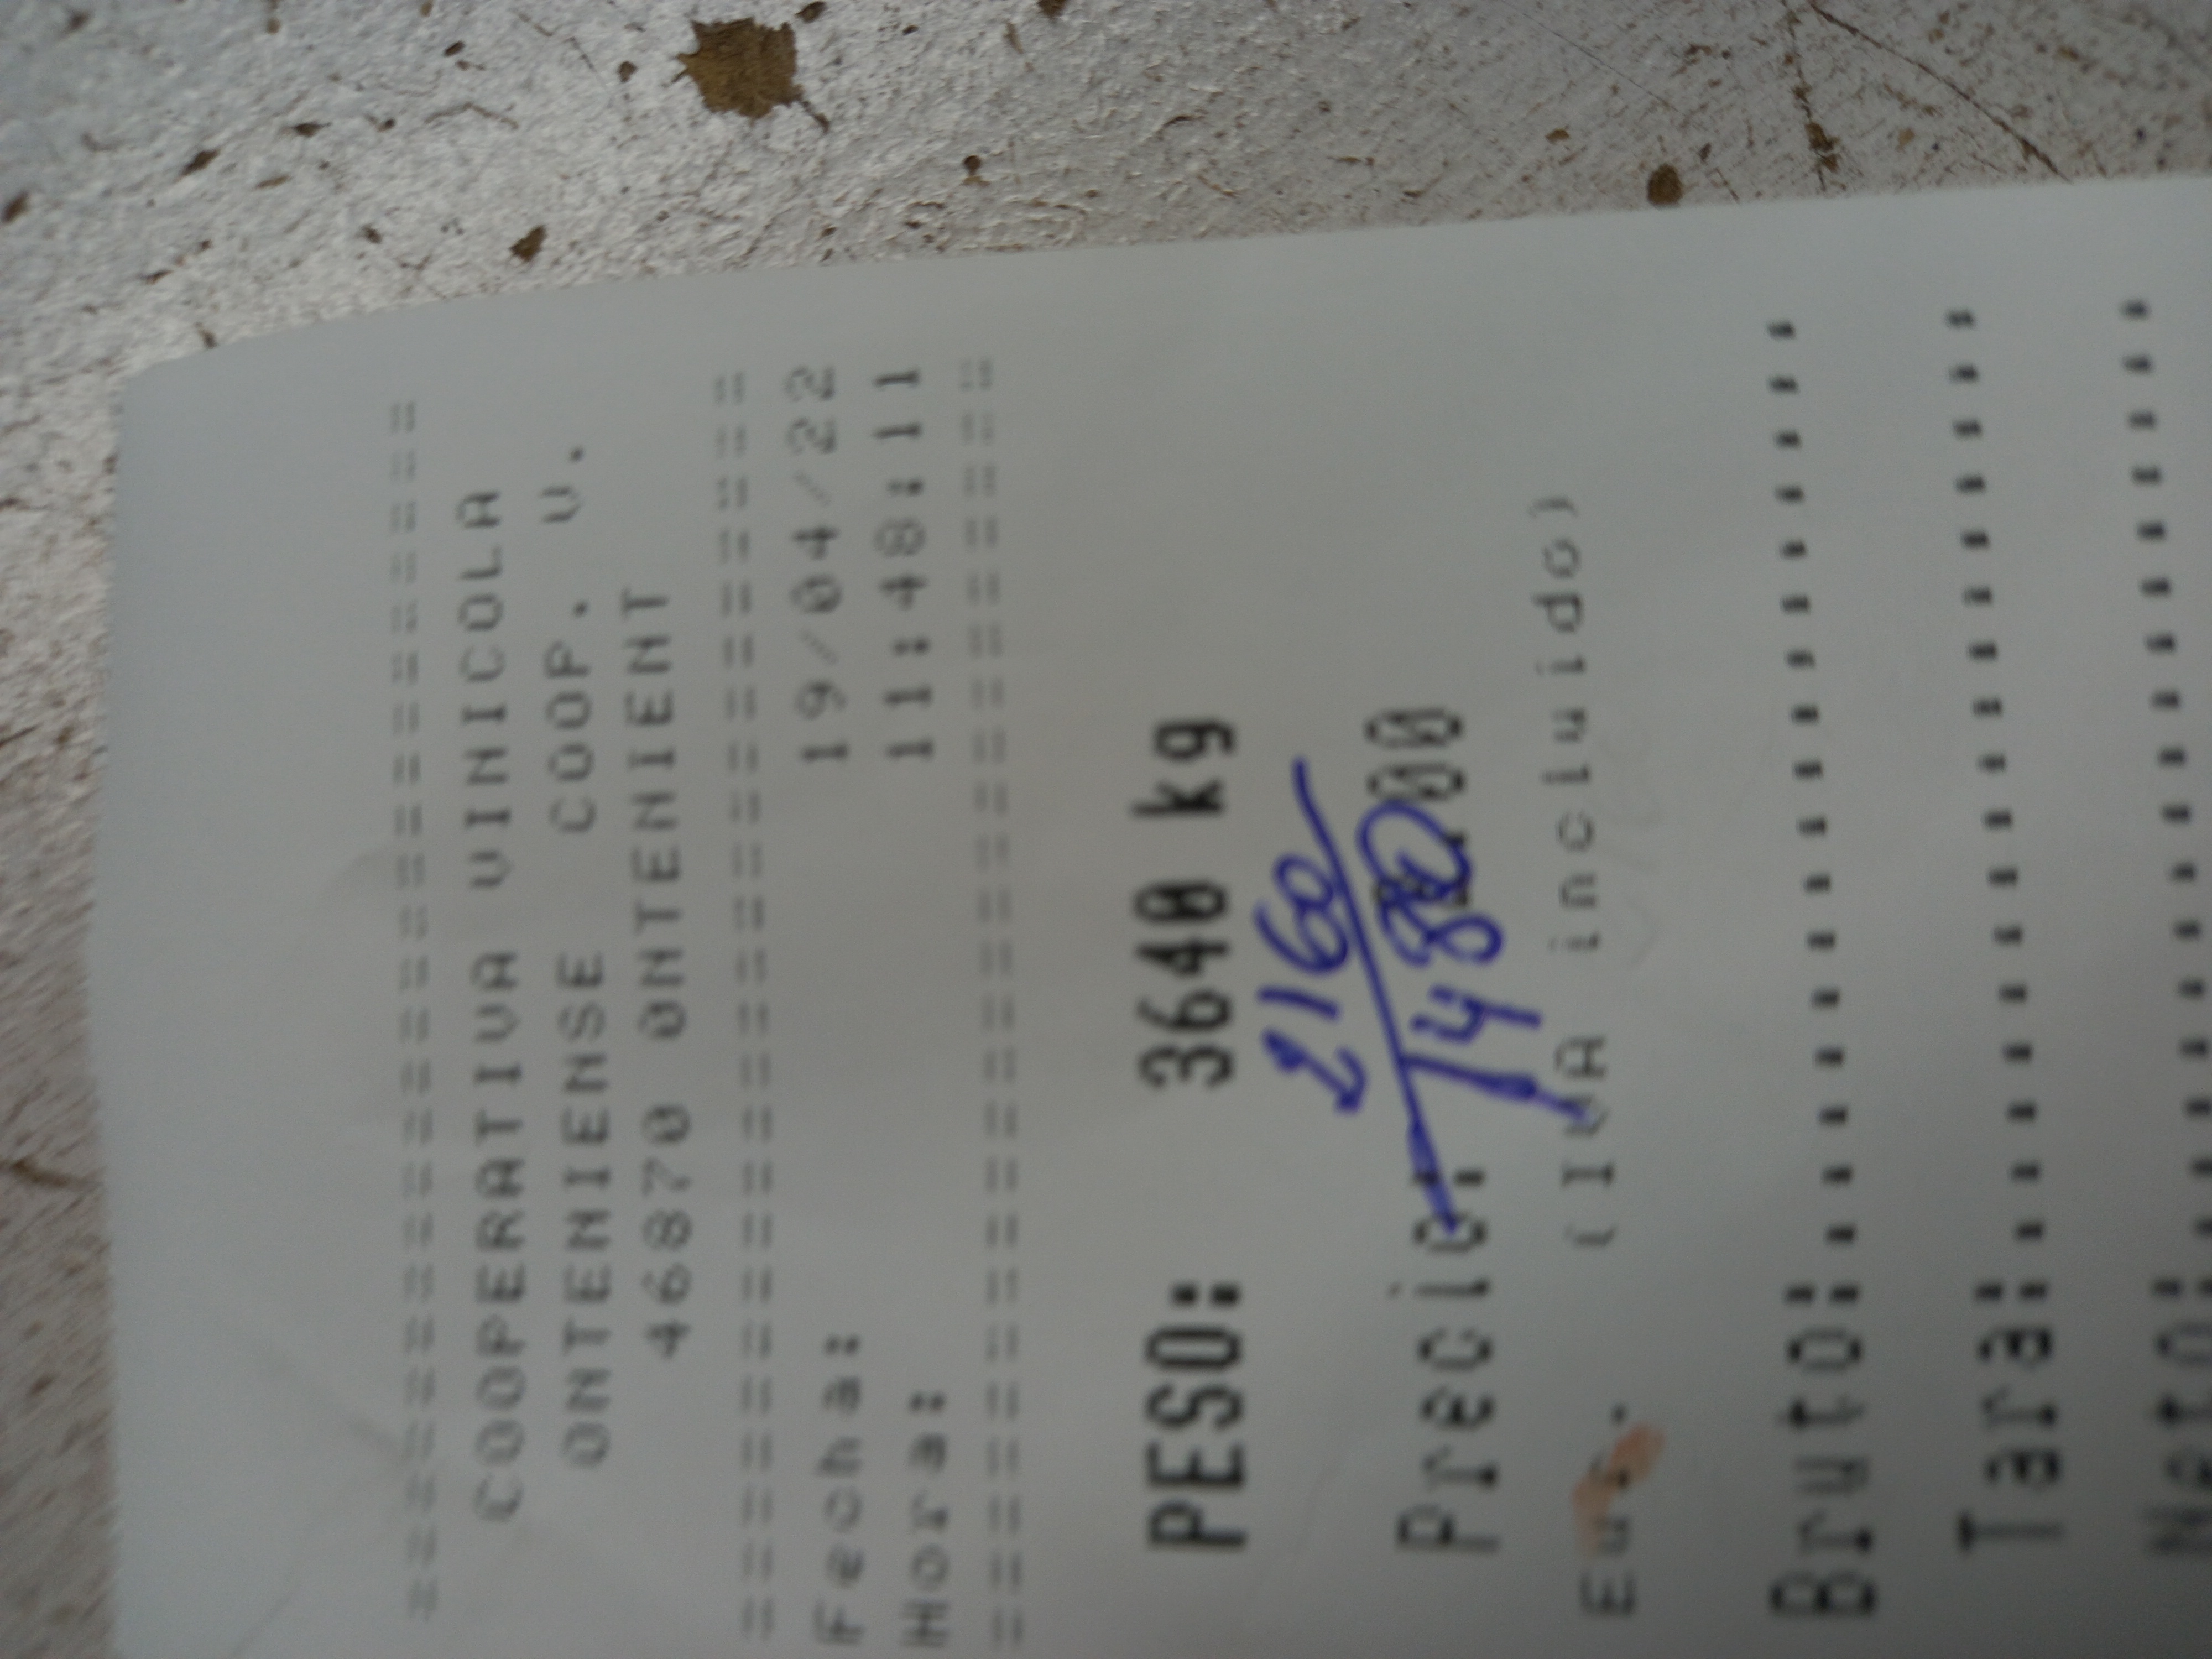 ========================
COOPERATIVA VINICOLA
ONTENIENSE COOP. V.
46870 ONTENIENT
========================
Fecha: 19/04/22
Hora: 11:48:11
========================
PESO: 3640 kg
2160
1480
Precio: .00
Eur. (IVA incluido)
Bruto:..................
Tara:..................
Neto:..................